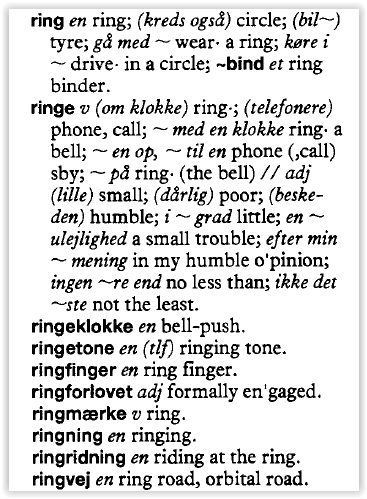 ring en ring; (kreds også) circle; (bil~)
tyre; gå med ~ wear· a ring; køre i
~ drive· in a circle; ~bind et ring
binder.
ringe v (om klokke) ring·; (telefonere)
phone, call; ~ med en klokke ring· a
bell; ~ en op, ~ til en phone (,call)
sby; ~ på ring· (the bell) // adj
(lille) small; (dårlig) poor; (beske-
den) humble; i ~ grad little; en ~
ulejlighed a small trouble; efter min
~ mening in my humble o'pinion;
ingen ~re end no less than; ikke det
~ste not the least.
ringeklokke en bell-push.
ringetone en (tlf) ringing tone.
ringfinger en ring finger.
ringforlovet adj formally en'gaged.
ringmærke v ring.
ringning en ringing.
ringridning en riding at the ring.
ringvej en ring road, orbital road.